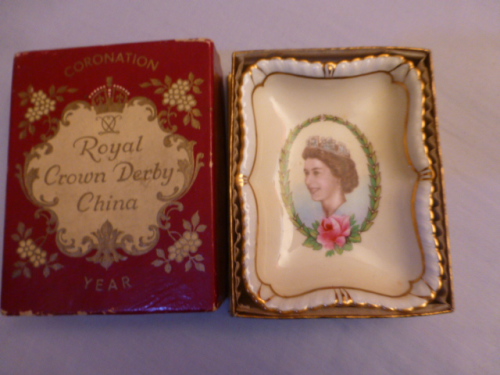 CORONATION
Royal
Crown Derby
China
YEAR